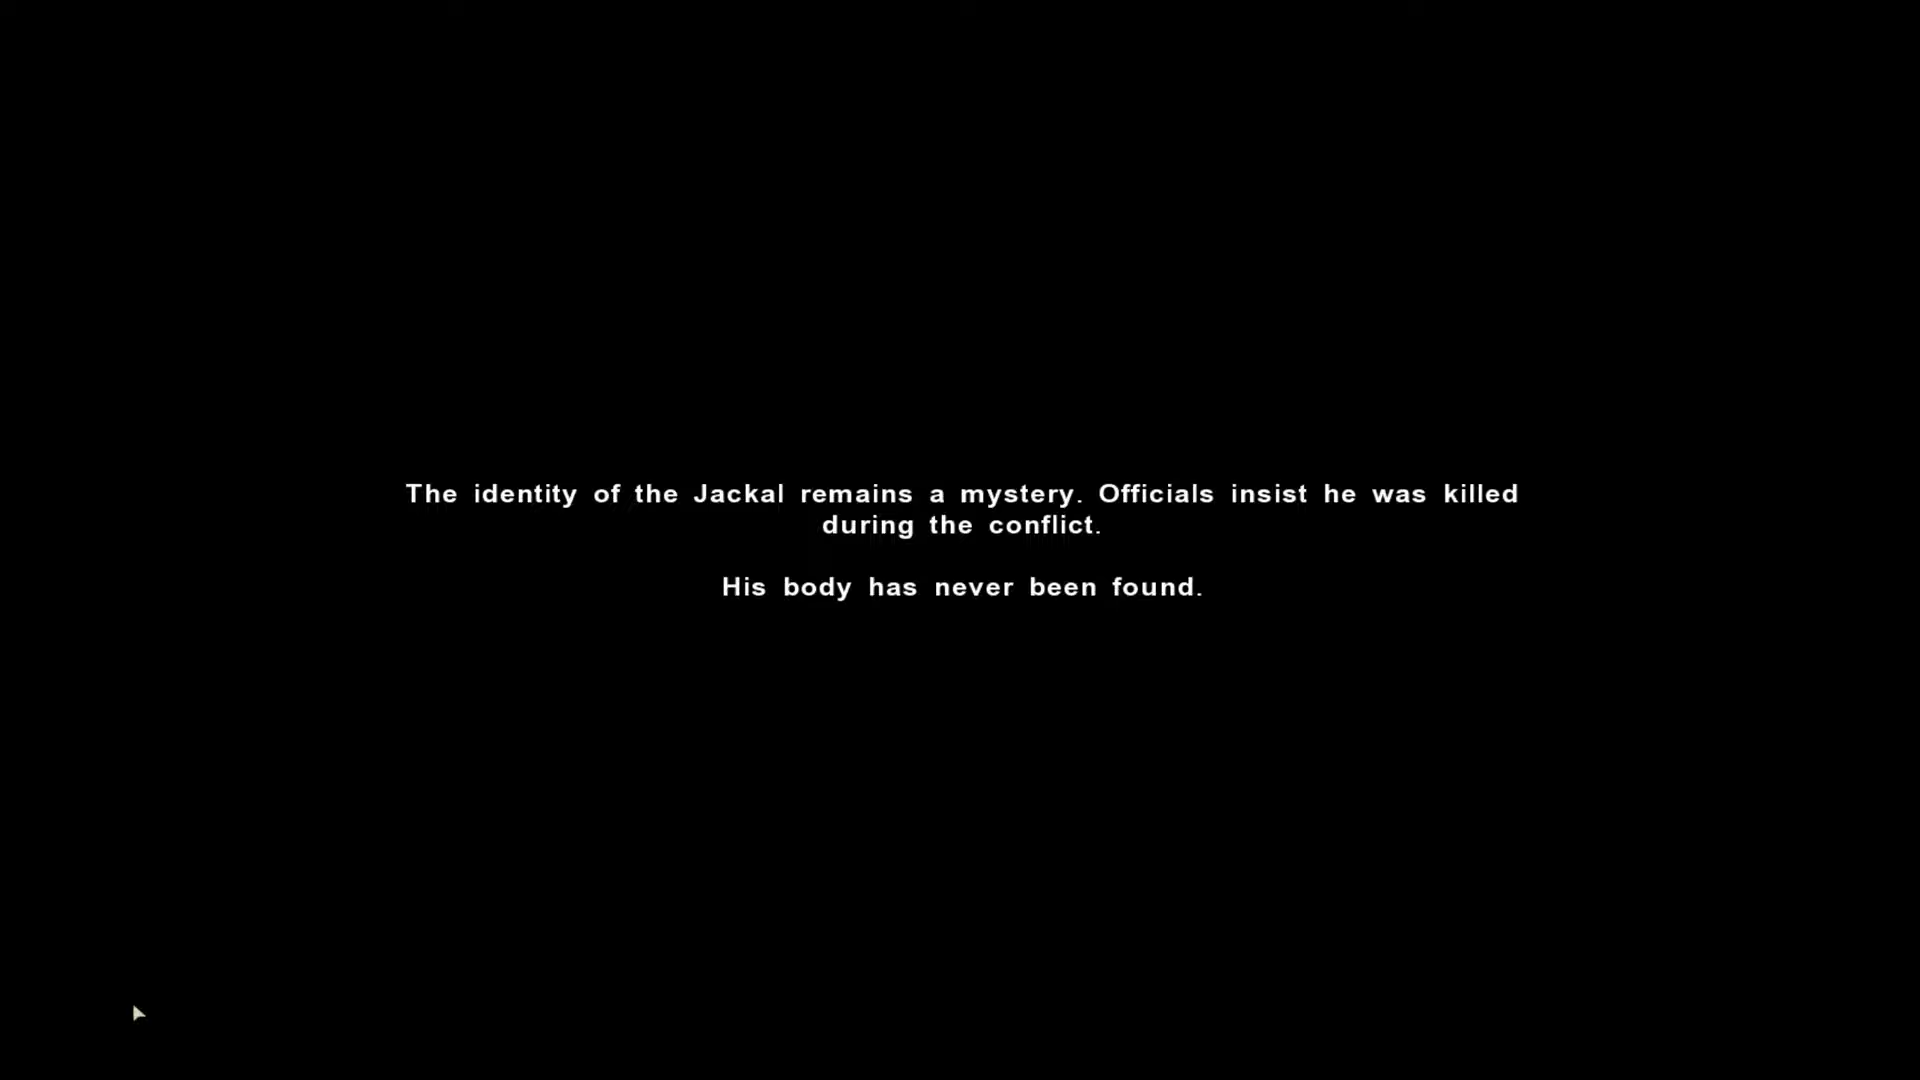 The identity of the Jackal remains a mystery. Officials insist he was killed
during the conflict.
His body has never been found.